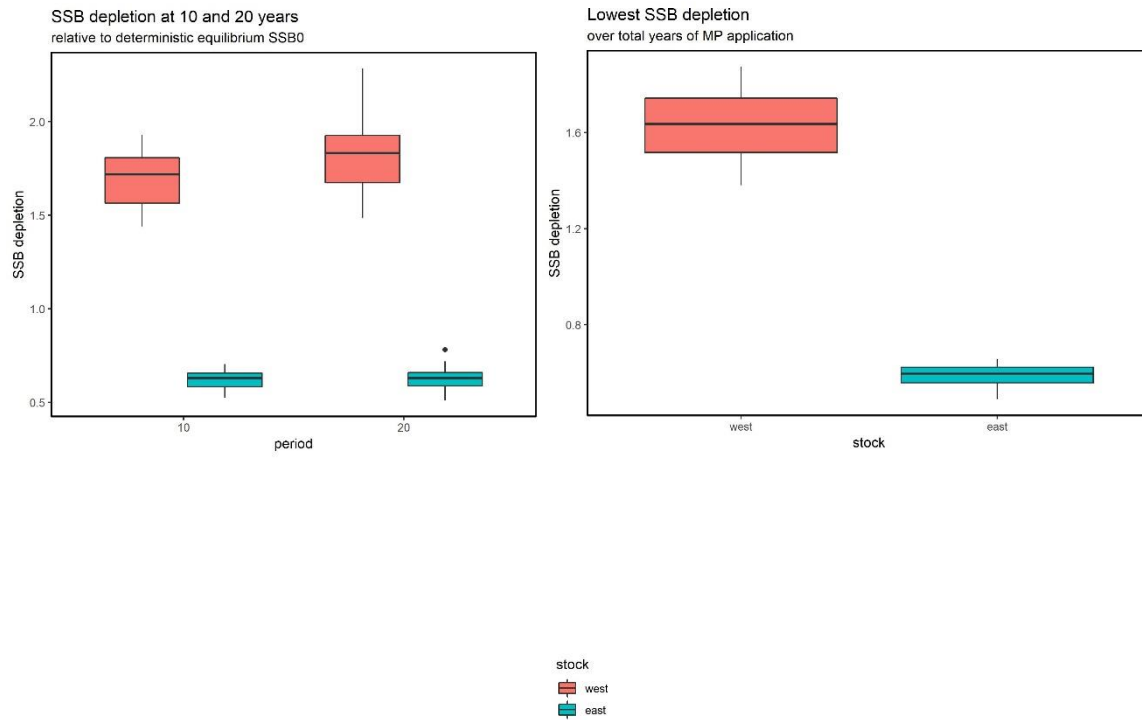 SSB depletion at 10 and 20 years
relative to deterministic equilibrium SSB0
2.0
1.5
1.0
0.5
SSB depletion
10
20
period
Lowest SSB depletion
over total years of MP application
1.6
1.2
0.8
SSB depletion
west
east
stock
stock
west
east